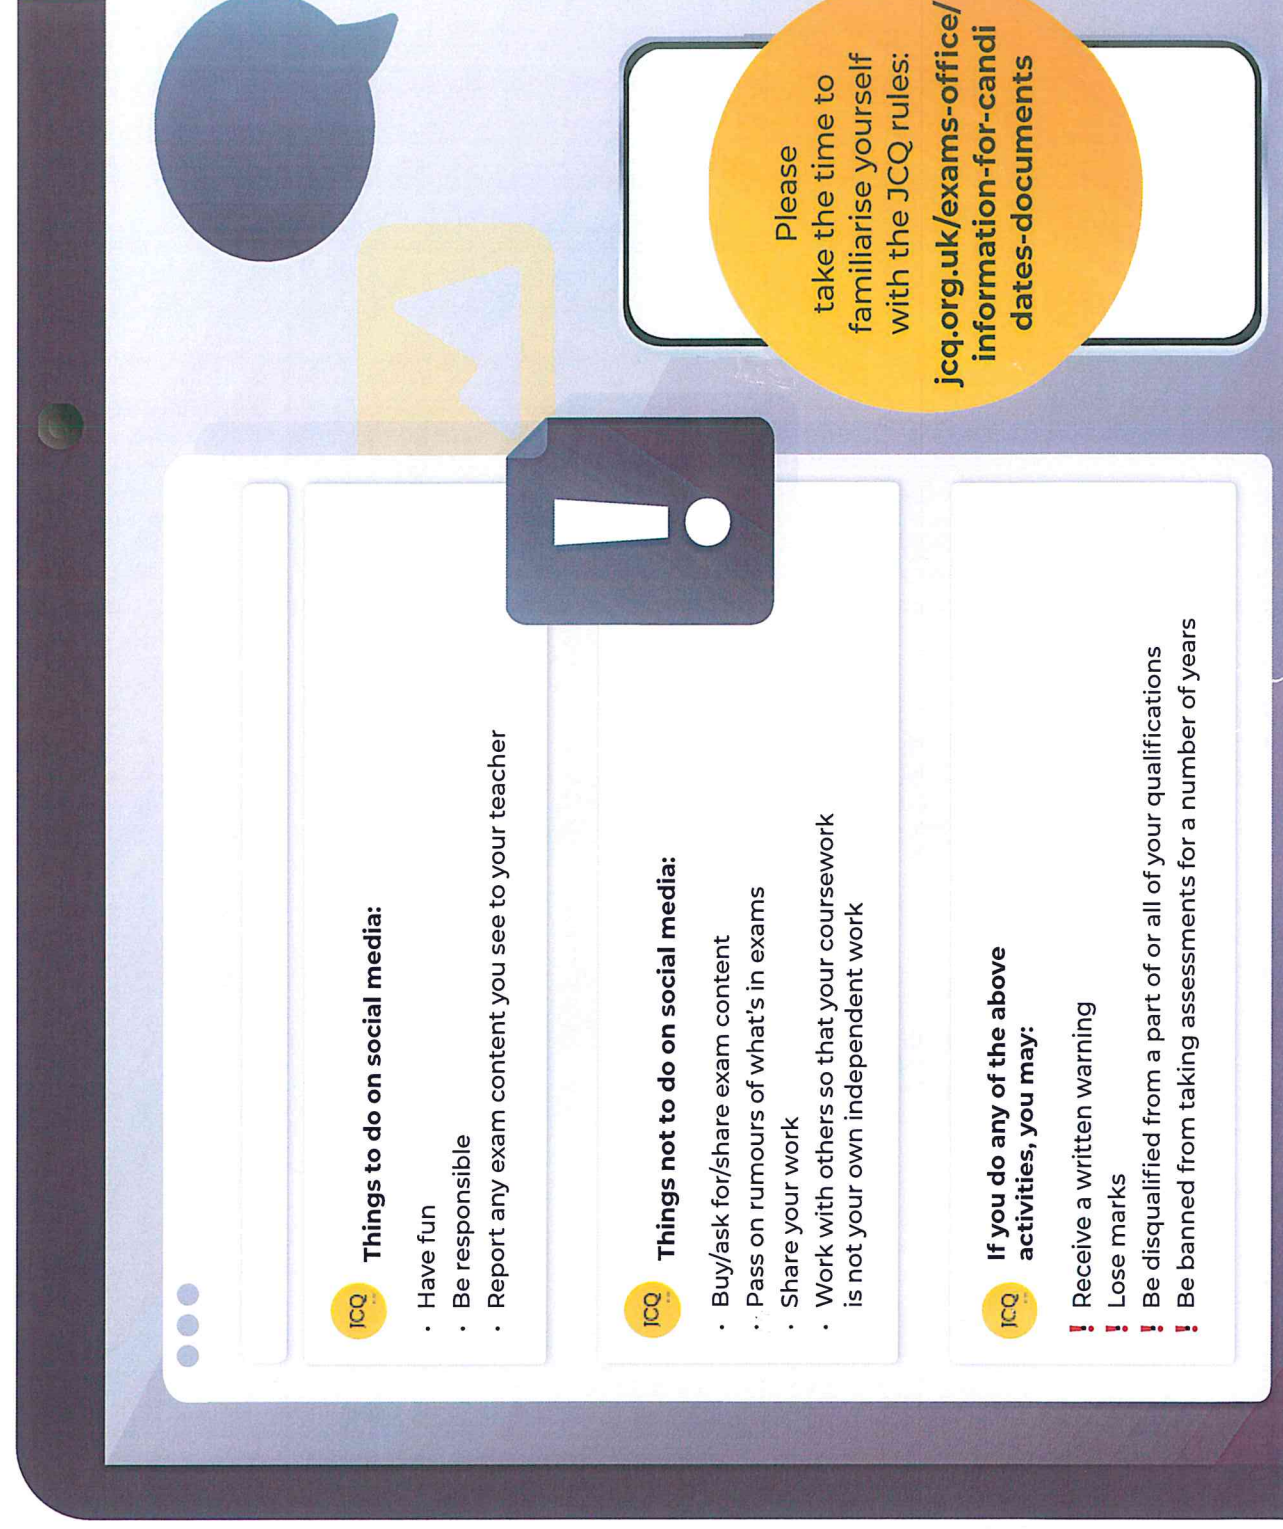 JCQ
Things to do on social media:
· Have fun
· Be responsible
· Report any exam content you see to your teacher
JCQ
Things not to do on social media:
· Buy/ask for/share exam content
· Pass on rumours of what's in exams
· Share your work
· Work with others so that your coursework
is not your own independent work
JCQ
If you do any of the above
activities, you may:
! Receive a written warning
! Lose marks
! Be disqualified from a part of or all of your qualifications
! Be banned from taking assessments for a number of years
Please
take the time to
familiarise yourself
with the JCQ rules:
jcq.org.uk/exams-office/
information-for-candi
dates-documents